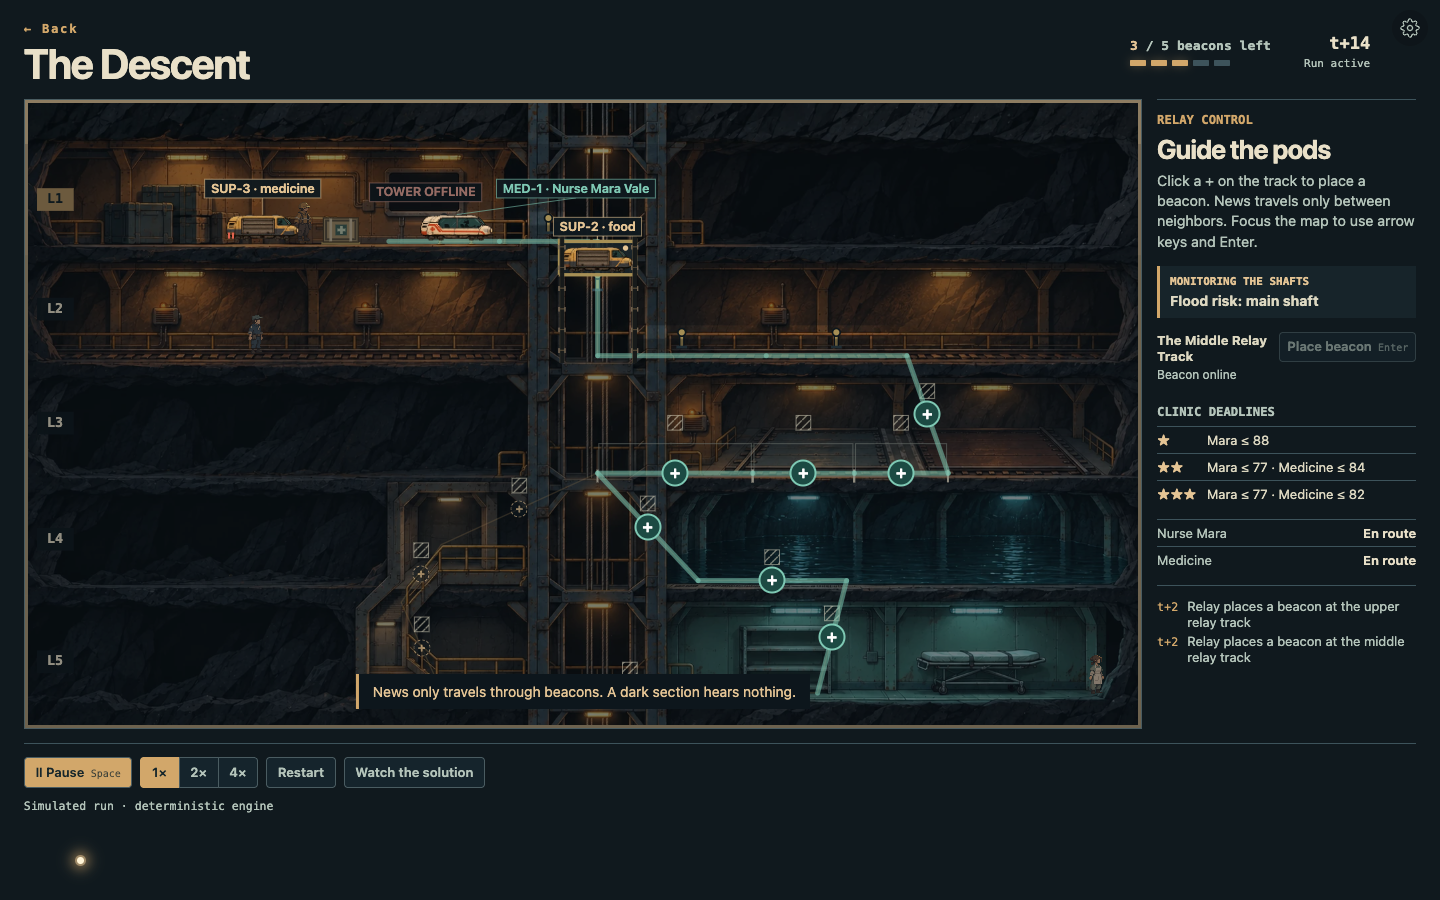 ← Back
The Descent
3 / 5 beacons left
t+14
Run active
L1
SUP-3 · medicine
TOWER OFFLINE
MED-1 · Nurse Mara Vale
SUP-2 · food
L2
L3
L4
L5
News only travels through beacons. A dark section hears nothing.
RELAY CONTROL
Guide the pods
Click a + on the track to place a
beacon. News travels only between
neighbors. Focus the map to use arrow
keys and Enter.
MONITORING THE SHAFTS
Flood risk: main shaft
The Middle Relay
Track
Beacon online
Place beacon Enter
CLINIC DEADLINES
★ Mara ≤ 88
★★ Mara ≤ 77 · Medicine ≤ 84
★★★ Mara ≤ 77 · Medicine ≤ 82
Nurse Mara En route
Medicine En route
t+2 Relay places a beacon at the upper
relay track
t+2 Relay places a beacon at the middle
relay track
II Pause Space
1×
2×
4×
Restart
Watch the solution
Simulated run · deterministic engine